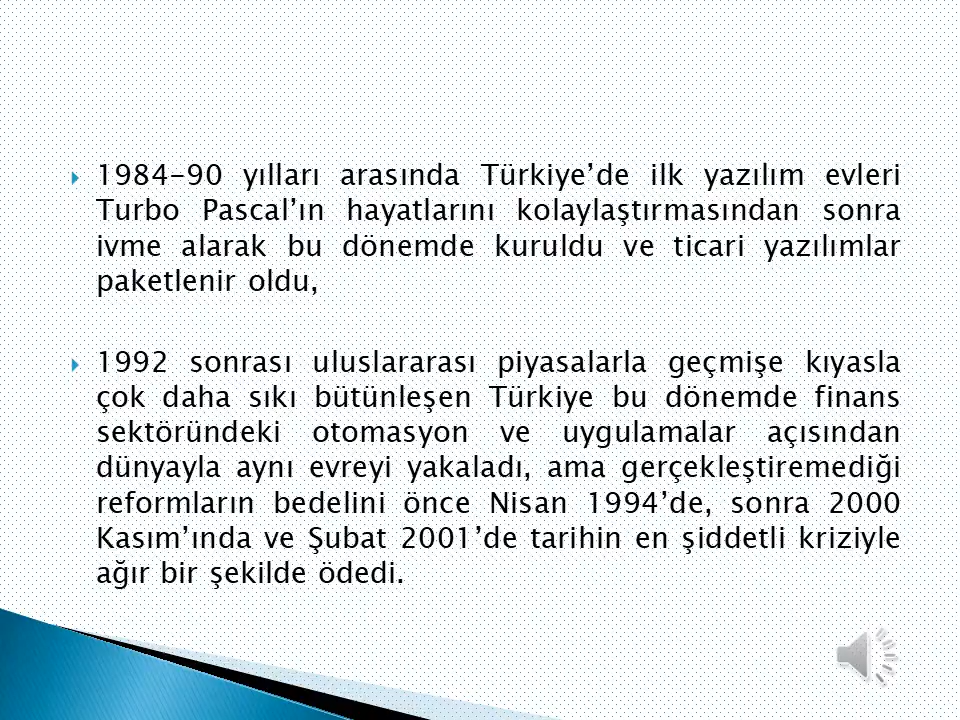 1984-90 yılları arasında Türkiye’de ilk yazılım evleri
Turbo Pascal’ın hayatlarını kolaylaştırmasından sonra
ivme alarak bu dönemde kuruldu ve ticari yazılımlar
paketlenir oldu,
1992 sonrası uluslararası piyasalarla geçmişe kıyasla
çok daha sıkı bütünleşen Türkiye bu dönemde finans
sektöründeki otomasyon ve uygulamalar açısından
dünyayla aynı evreyi yakaladı, ama gerçekleştiremediği
reformların bedelini önce Nisan 1994’de, sonra 2000
Kasım’ında ve Şubat 2001’de tarihin en şiddetli kriziyle
ağır bir şekilde ödedi.